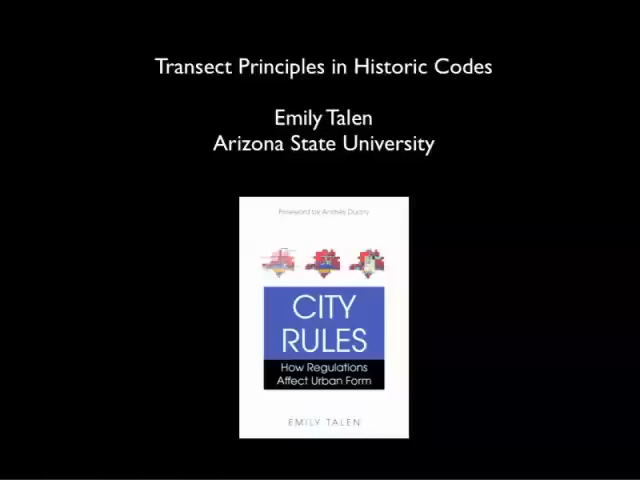 Transect Principles in Historic Codes
Emily Talen
Arizona State University
Foreword by Andrés Duany
CITY
RULES
How Regulations
Affect Urban Form
EMILY TALEN